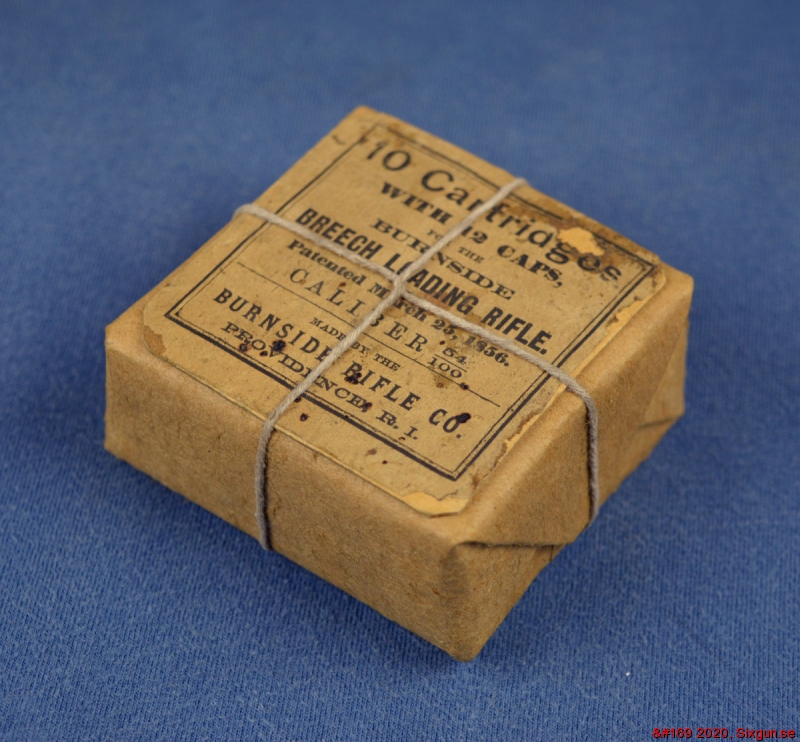 10 Cartridges
WITH 12 CAPS,
FOR THE
BURNSIDE
BREECH LOADING RIFLE.
Patented March 25, 1856.
CALIBER 54/100
MADE BY THE
BURNSIDE RIFLE CO.
PROVIDENCE, R. I.
&#169 2020, Sixgun.se